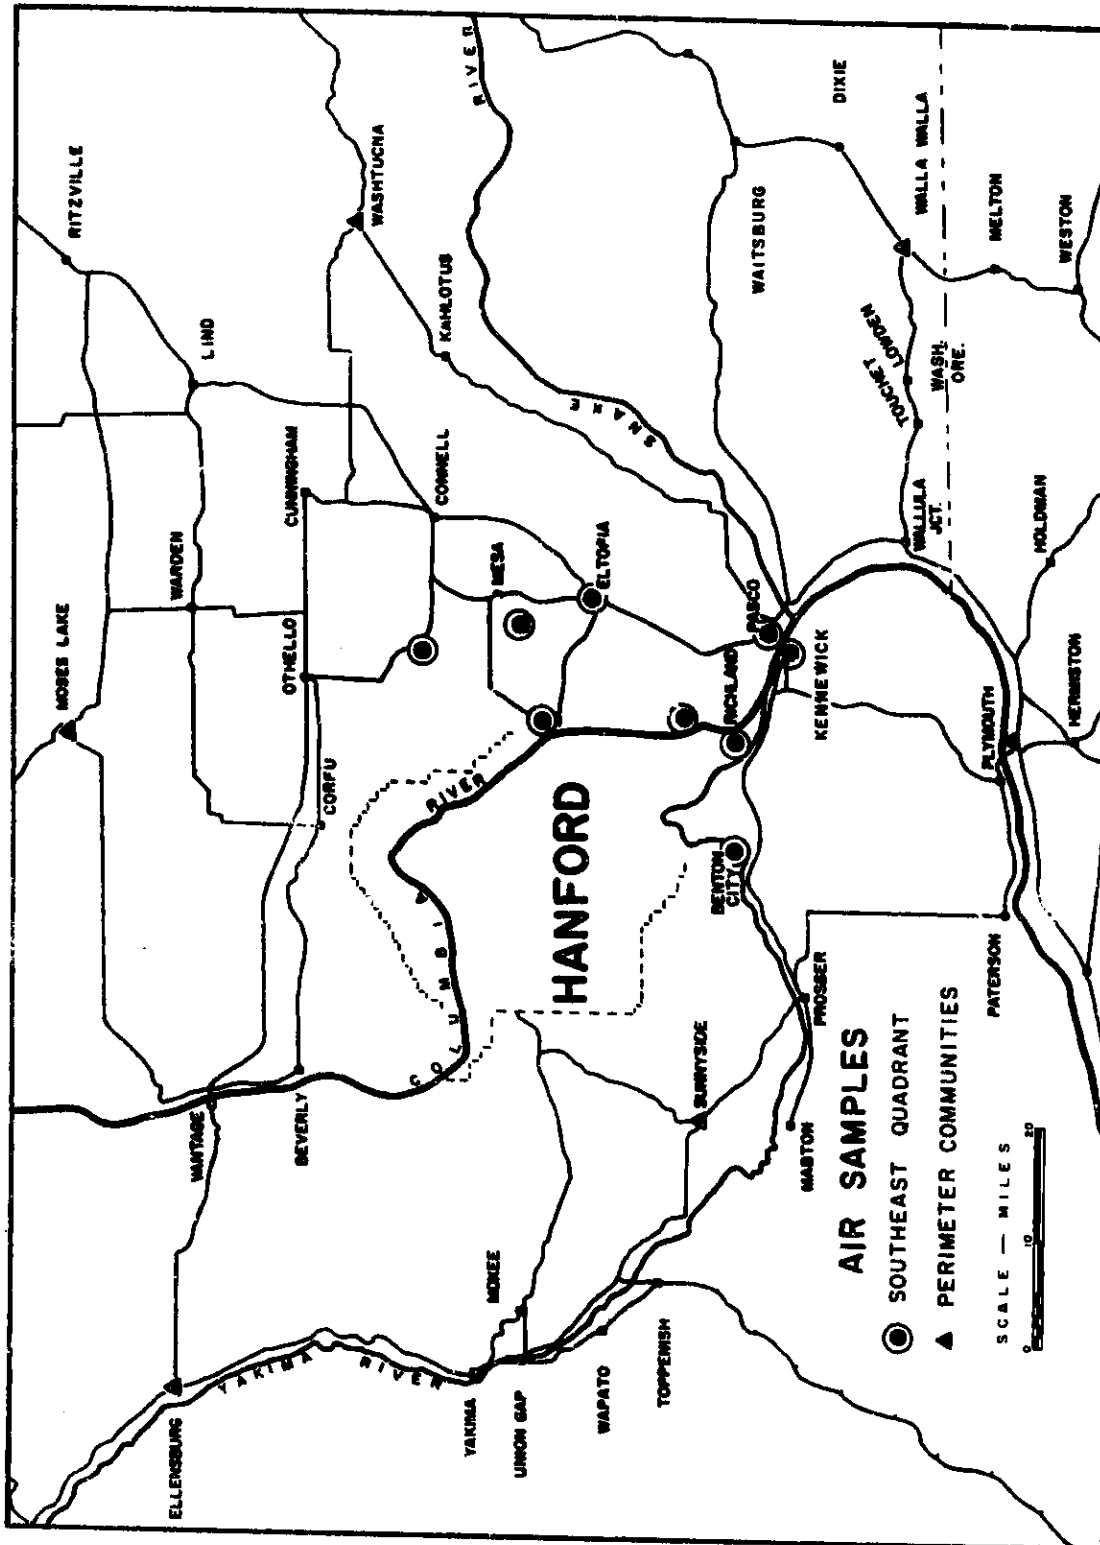 ELLENSBURG
YAKIMA RIVER
YAKIMA
UNION GAP
MOXEE
WAPATO
TOPPENISH
VANTAGE
BEVERLY
SUNNYSIDE
MABTON
PROSSER
COLUMBIA
RIVER
HANFORD
CORFU
BENTON
CITY
PATERSON
MOSES LAKE
OTHELLO
WARDEN
CUNNINGHAM
MESA
CONNELL
ELTOPIA
RICHLAND
PASCO
KENNEWICK
PLYMOUTH
HERMISTON
HOLDMAN
WALLULA
JCT.
RITZVILLE
LIND
WASHTUCNA
KAHLOTUS
SNAKE
RIVER
WAITSBURG
DIXIE
WALLA WALLA
TOUCHET
LOWDEN
WASH.
ORE.
MELTON
WESTON
AIR SAMPLES
SOUTHEAST QUADRANT
PERIMETER COMMUNITIES
SCALE — MILES
0 10 20